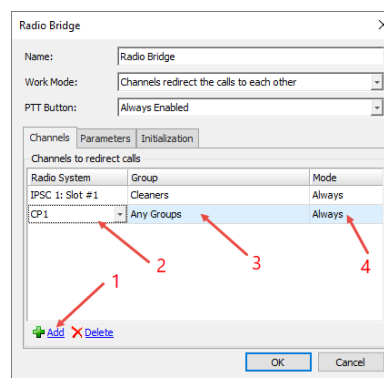 Radio Bridge
Name: Radio Bridge
Work Mode: Channels redirect the calls to each other
PTT Button: Always Enabled
Channels Parameters Initialization
Channels to redirect calls
Radio System Group Mode
IPSC 1: Slot #1 Cleaners Always
CP1 Any Groups Always
2 3 4
1
Add Delete
OK Cancel